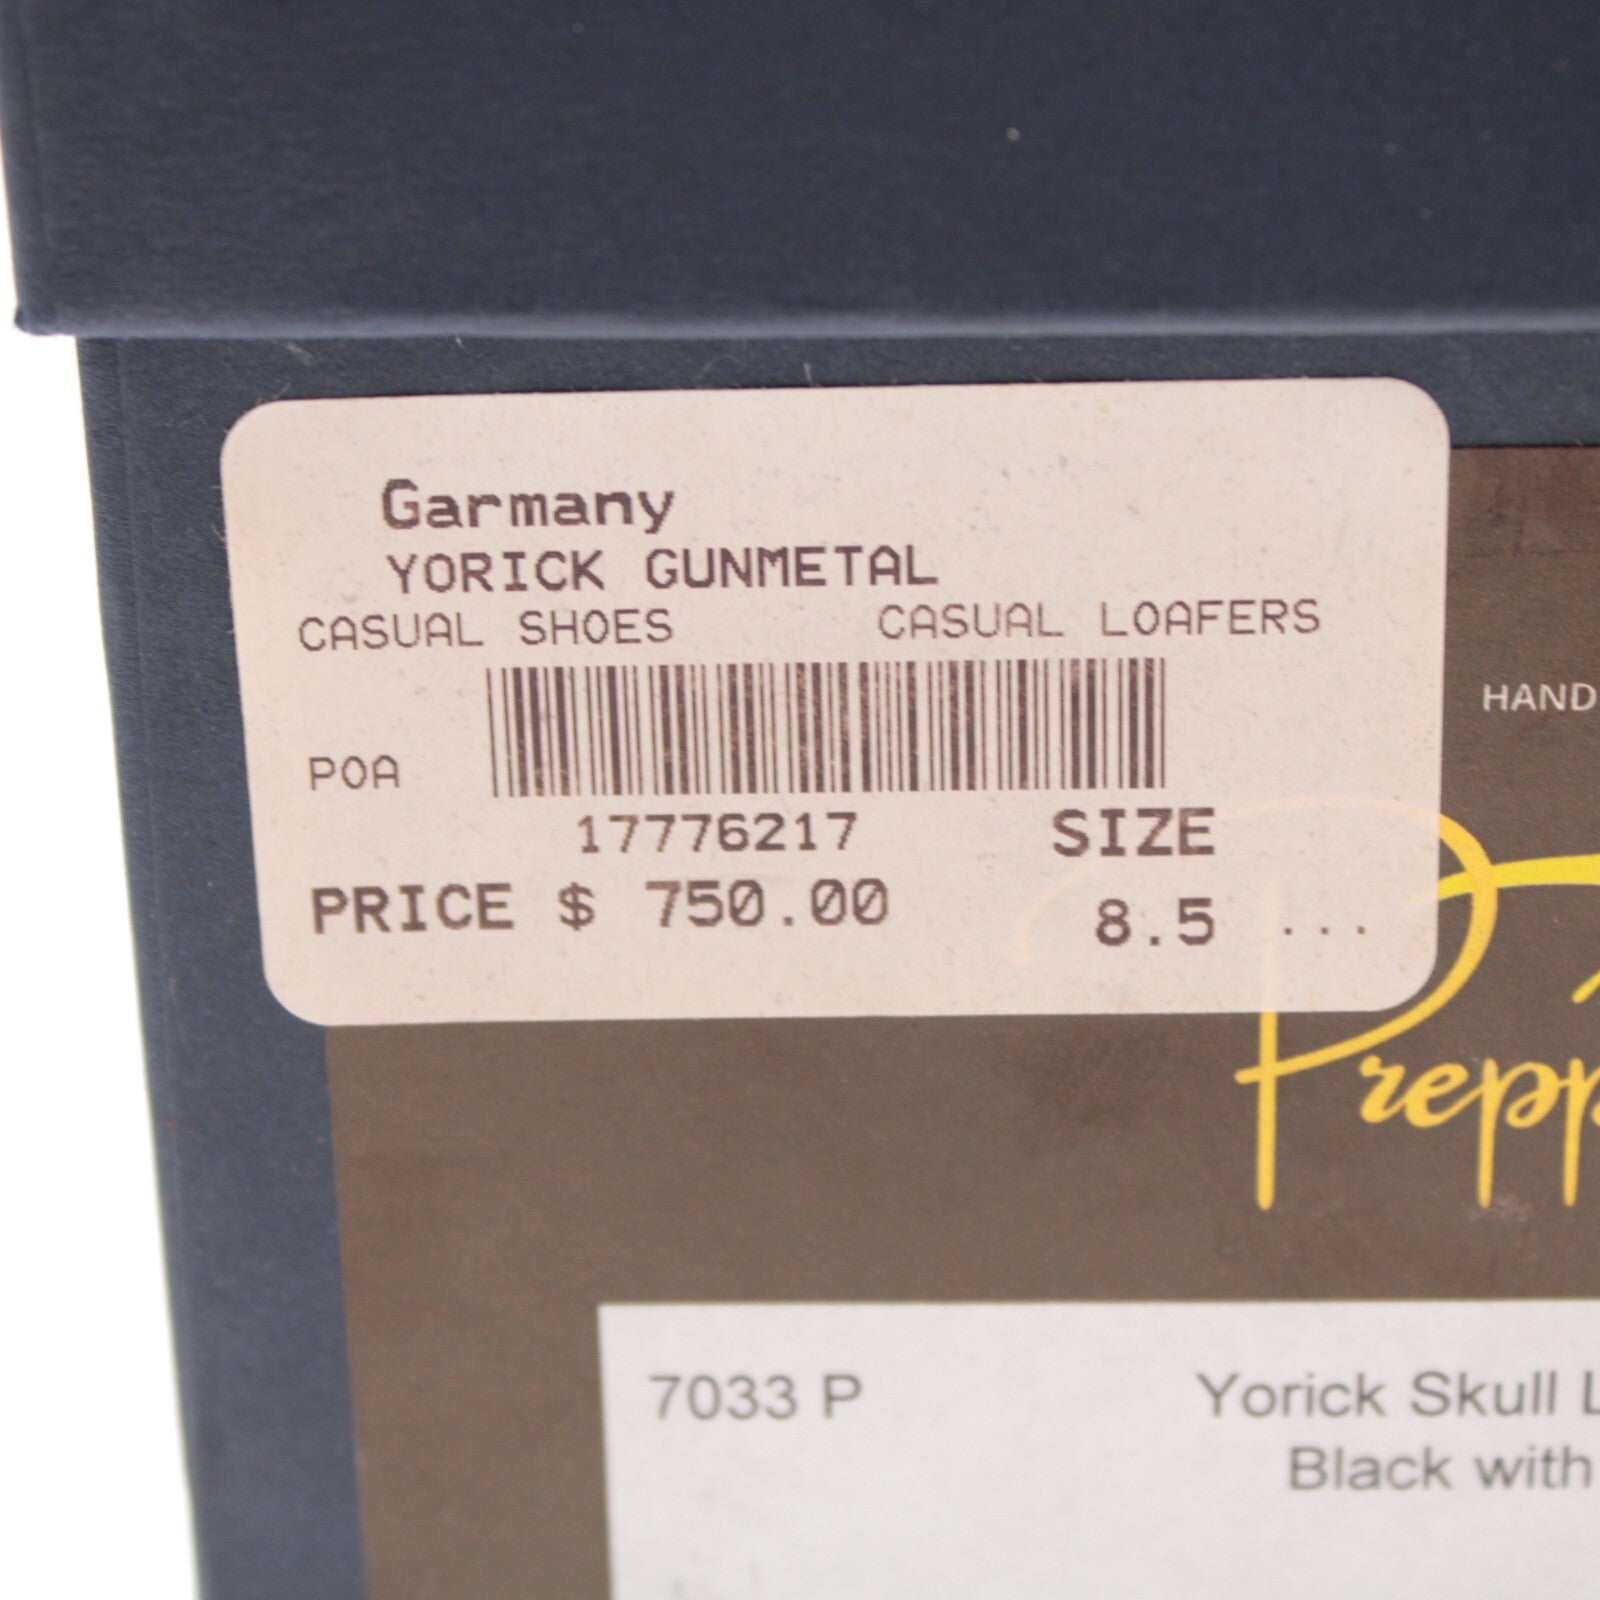 Garmany
YORICK GUNMETAL
CASUAL SHOES CASUAL LOAFERS
POA
17776217 SIZE
PRICE $ 750.00 8.5 ...
HAND
Prepp
7033 P Yorick Skull L
Black with